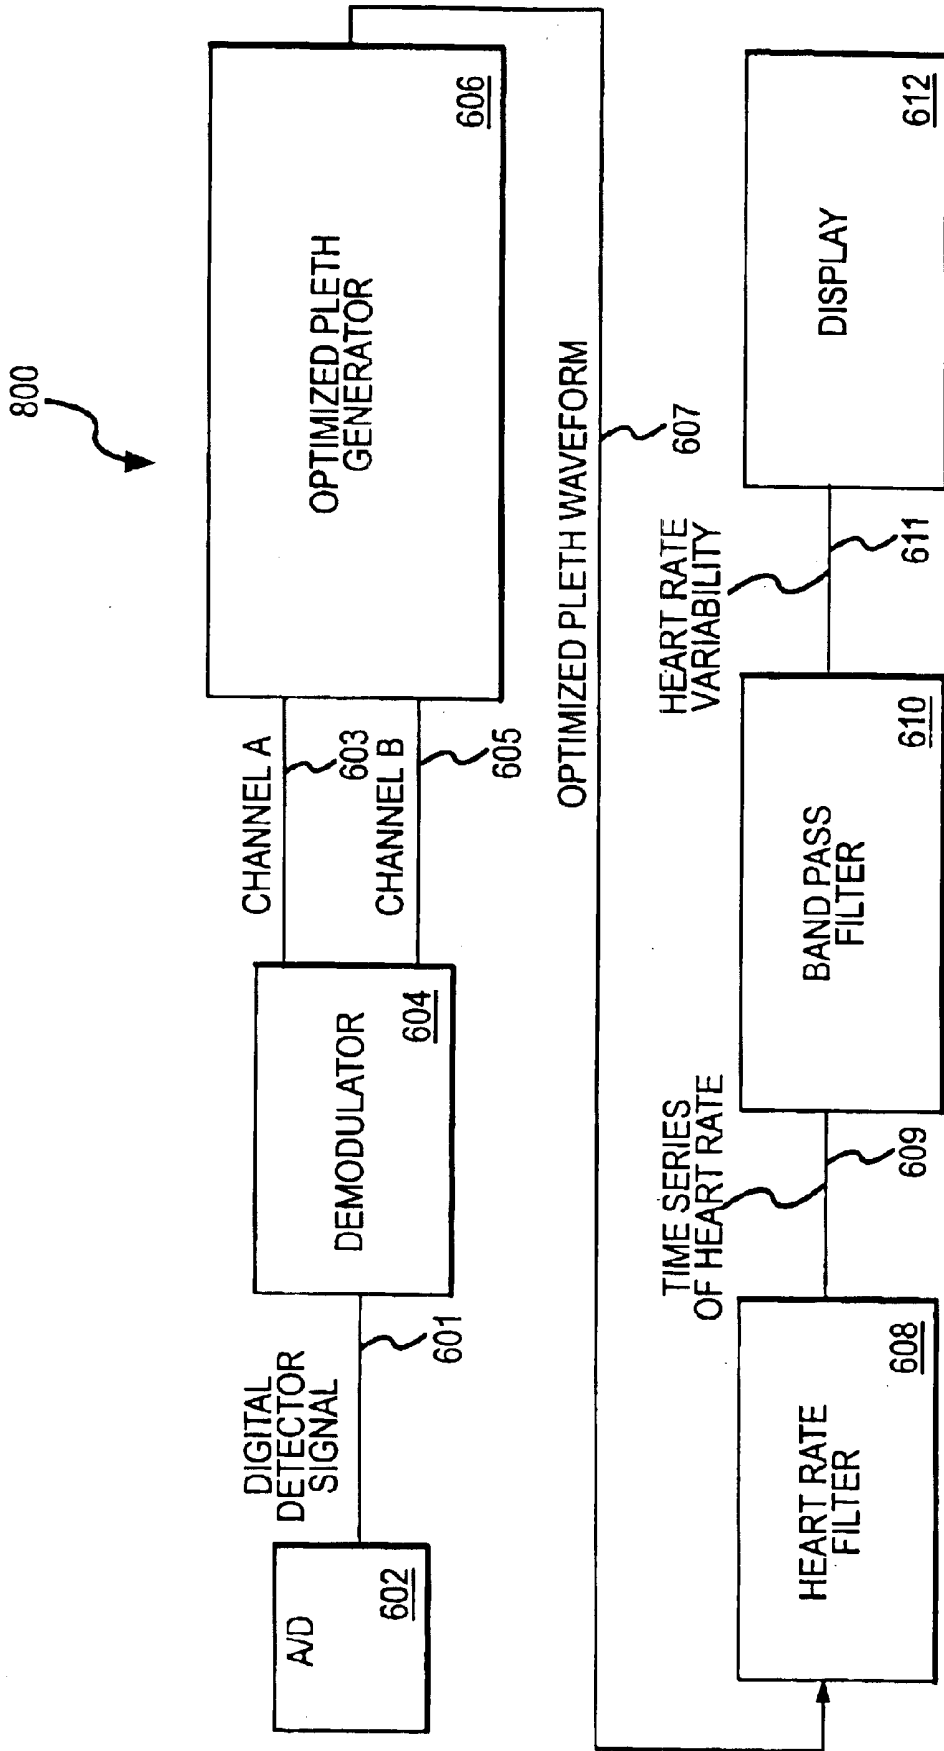 800
A/D
602
DIGITAL
DETECTOR
SIGNAL
601
DEMODULATOR
604
CHANNEL A
603
CHANNEL B
605
OPTIMIZED PLETH
GENERATOR
606
OPTIMIZED PLETH WAVEFORM
607
HEART RATE
FILTER
608
TIME SERIES
OF HEART RATE
609
BAND PASS
FILTER
610
HEART RATE
VARIABILITY
611
DISPLAY
612